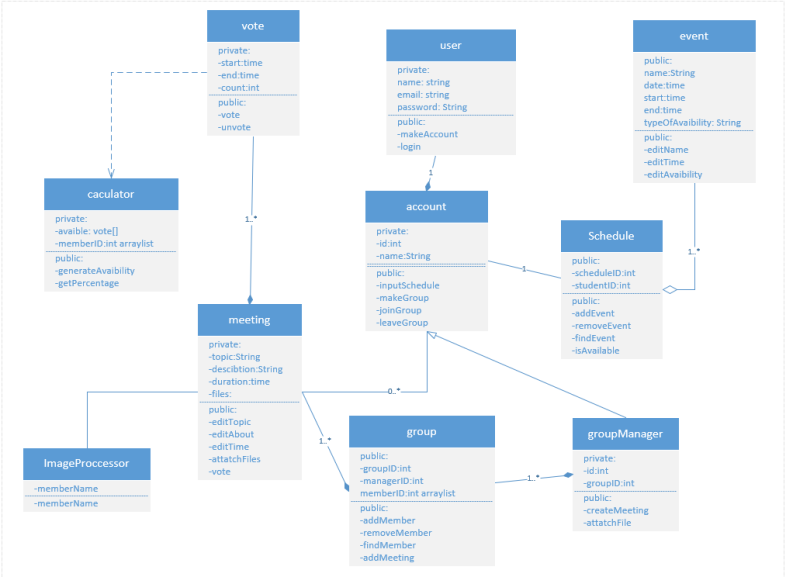 vote
private:
-start:time
-end:time
-count:int
public:
-vote
-unvote
user
private:
name: string
email: string
password: String
public:
-makeAccount
-login
event
public:
name:String
date:time
start:time
end:time
typeOfAvaibility: String
public:
-editName
-editTime
-editAvaibility
caculator
private:
-avaible: vote[]
-memberID:int arraylist
public:
-generateAvaibility
-getPercentage
1..*
1
account
private:
-id:int
-name:String
public:
-inputSchedule
-makeGroup
-joinGroup
-leaveGroup
1
Schedule
public:
-scheduleID:int
-studentID:int
public:
-addEvent
-removeEvent
-findEvent
-isAvailable
1..*
meeting
private:
-topic:String
-descibtion:String
-duration:time
-files:
public:
-editTopic
-editAbout
-editTime
-attatchFiles
-vote
0..*
1..*
ImageProccessor
-memberName
-memberName
group
public:
-groupID:int
-managerID:int
memberID:int arraylist
public:
-addMember
-removeMember
-findMember
-addMeeting
1..*
groupManager
private:
-id:int
-groupID:int
public:
-createMeeting
-attatchFile